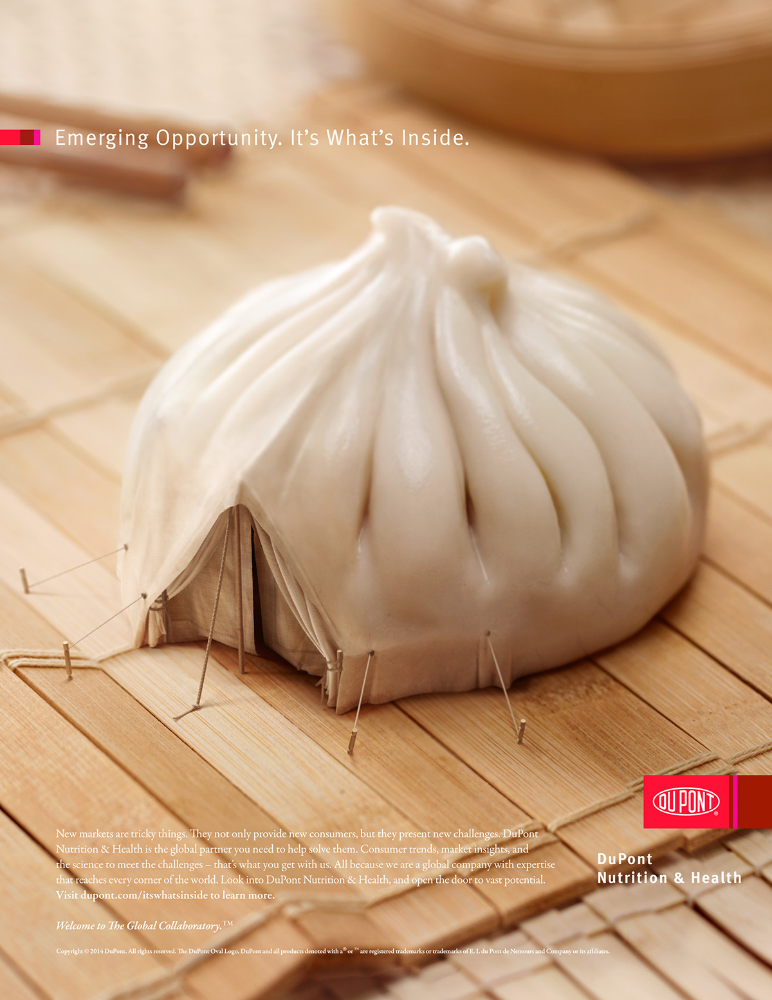 Emerging Opportunity. It's What's Inside.
DU PONT®
New markets are tricky things. They not only provide new consumers, but they present new challenges. DuPont
Nutrition & Health is the global partner you need to help solve them. Consumer trends, market insights, and
the science to meet the challenges – that's what you get with us. All because we are a global company with expertise
that reaches every corner of the world. Look into DuPont Nutrition & Health, and open the door to vast potential.
Visit dupont.com/itswhatsinside to learn more.
DuPont
Nutrition & Health
Welcome to The Global Collaboratory.™
Copyright © 2014 DuPont. All rights reserved. The DuPont Oval Logo, DuPont and all products denoted with a ® or ™ are registered trademarks or trademarks of E. I. du Pont de Nemours and Company or its affiliates.